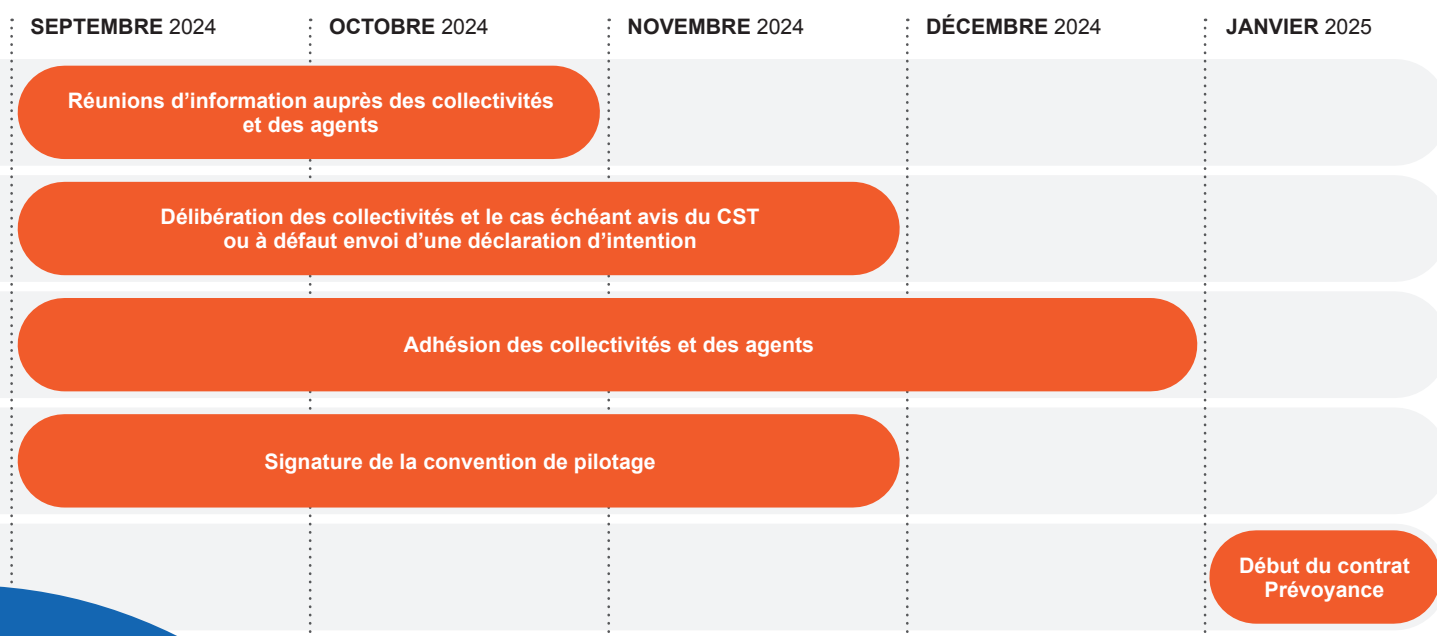 SEPTEMBRE 2024
OCTOBRE 2024
NOVEMBRE 2024
DÉCEMBRE 2024
JANVIER 2025
Réunions d'information auprès des collectivités
et des agents
Délibération des collectivités et le cas échéant avis du CST
ou à défaut envoi d'une déclaration d'intention
Adhésion des collectivités et des agents
Signature de la convention de pilotage
Début du contrat
Prévoyance